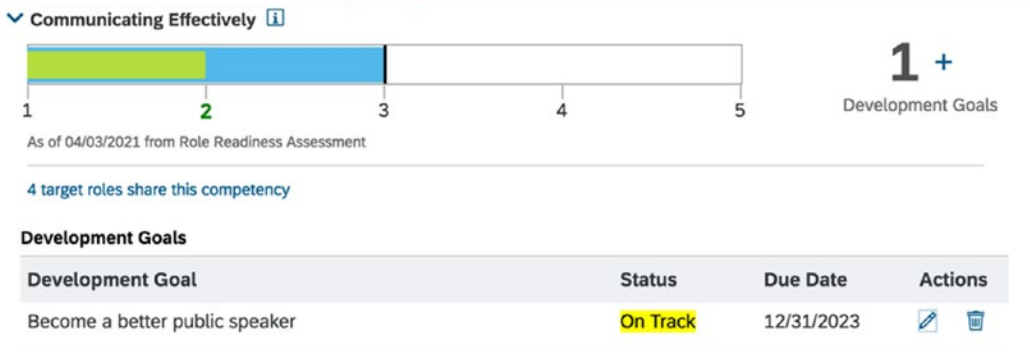 Communicating Effectively i
1 +
Development Goals
1 2 3 4 5
As of 04/03/2021 from Role Readiness Assessment
4 target roles share this competency
Development Goals
Development Goal Status Due Date Actions
Become a better public speaker On Track 12/31/2023